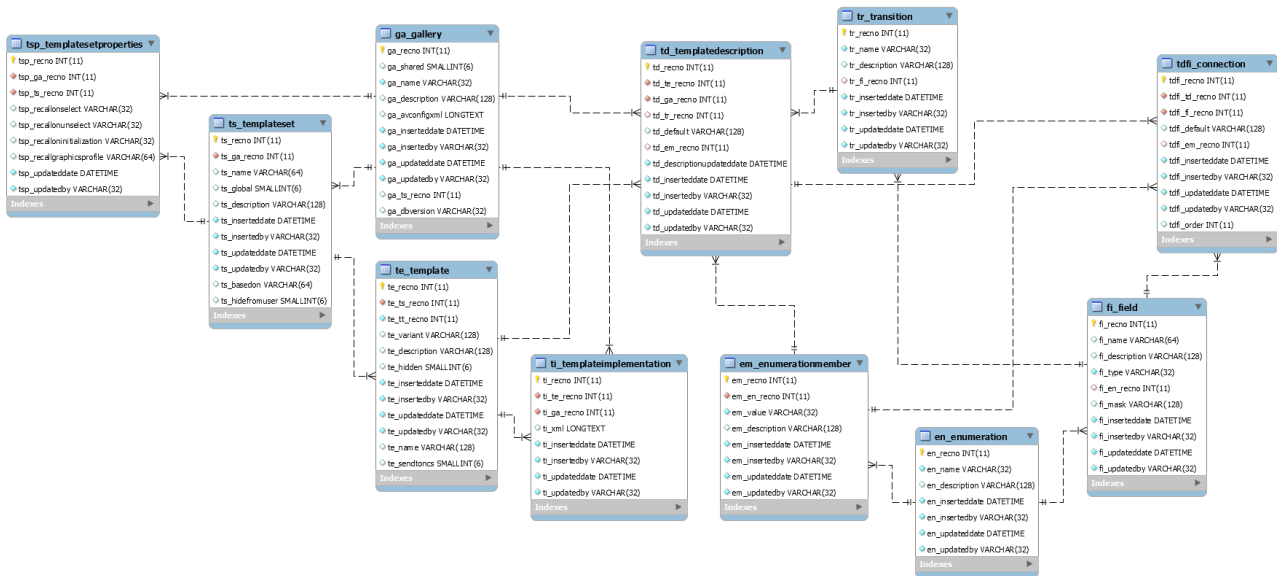 tsp_templatesetproperties
tsp_recno INT(11)
tsp_ga_recno INT(11)
tsp_ts_recno INT(11)
tsp_recallonselect VARCHAR(32)
tsp_recallonunselect VARCHAR(32)
tsp_recalloninitialization VARCHAR(32)
tsp_recallgraphicsprofile VARCHAR(64)
tsp_updateddate DATETIME
tsp_updatedby VARCHAR(32)
Indexes
ts_templateset
ts_recno INT(11)
ts_ga_recno INT(11)
ts_name VARCHAR(64)
ts_global SMALLINT(6)
ts_description VARCHAR(128)
ts_inserteddate DATETIME
ts_insertedby VARCHAR(32)
ts_updateddate DATETIME
ts_updatedby VARCHAR(32)
ts_basedon VARCHAR(64)
ts_hidefromuser SMALLINT(6)
Indexes
ga_gallery
ga_recno INT(11)
ga_shared SMALLINT(6)
ga_name VARCHAR(32)
ga_description VARCHAR(128)
ga_avconfigxml LONGTEXT
ga_inserteddate DATETIME
ga_insertedby VARCHAR(32)
ga_updateddate DATETIME
ga_updatedby VARCHAR(32)
ga_ts_recno INT(11)
ga_dbversion VARCHAR(32)
Indexes
te_template
te_recno INT(11)
te_ts_recno INT(11)
te_tt_recno INT(11)
te_variant VARCHAR(128)
te_description VARCHAR(128)
te_hidden SMALLINT(6)
te_inserteddate DATETIME
te_insertedby VARCHAR(32)
te_updateddate DATETIME
te_updatedby VARCHAR(32)
te_name VARCHAR(128)
te_sendtoncs SMALLINT(6)
Indexes
ti_templateimplementation
ti_recno INT(11)
ti_te_recno INT(11)
ti_ga_recno INT(11)
ti_xml LONGTEXT
ti_inserteddate DATETIME
ti_insertedby VARCHAR(32)
ti_updateddate DATETIME
ti_updatedby VARCHAR(32)
Indexes
td_templatedescription
td_recno INT(11)
td_te_recno INT(11)
td_ga_recno INT(11)
td_tr_recno INT(11)
td_default VARCHAR(128)
td_em_recno INT(11)
td_descriptionupdateddate DATETIME
td_inserteddate DATETIME
td_insertedby VARCHAR(32)
td_updateddate DATETIME
td_updatedby VARCHAR(32)
Indexes
em_enumerationmember
em_recno INT(11)
em_en_recno INT(11)
em_value VARCHAR(32)
em_description VARCHAR(128)
em_inserteddate DATETIME
em_insertedby VARCHAR(32)
em_updateddate DATETIME
em_updatedby VARCHAR(32)
Indexes
tr_transition
tr_recno INT(11)
tr_name VARCHAR(32)
tr_description VARCHAR(128)
tr_fi_recno INT(11)
tr_inserteddate DATETIME
tr_insertedby VARCHAR(32)
tr_updateddate DATETIME
tr_updatedby VARCHAR(32)
Indexes
en_enumeration
en_recno INT(11)
en_name VARCHAR(32)
en_description VARCHAR(128)
en_inserteddate DATETIME
en_insertedby VARCHAR(32)
en_updateddate DATETIME
en_updatedby VARCHAR(32)
Indexes
tdfi_connection
tdfi_recno INT(11)
tdfi_td_recno INT(11)
tdfi_fi_recno INT(11)
tdfi_default VARCHAR(128)
tdfi_em_recno INT(11)
tdfi_inserteddate DATETIME
tdfi_insertedby VARCHAR(32)
tdfi_updateddate DATETIME
tdfi_updatedby VARCHAR(32)
tdfi_order INT(11)
Indexes
fi_field
fi_recno INT(11)
fi_name VARCHAR(64)
fi_description VARCHAR(128)
fi_type VARCHAR(32)
fi_en_recno INT(11)
fi_mask VARCHAR(128)
fi_inserteddate DATETIME
fi_insertedby VARCHAR(32)
fi_updateddate DATETIME
fi_updatedby VARCHAR(32)
Indexes